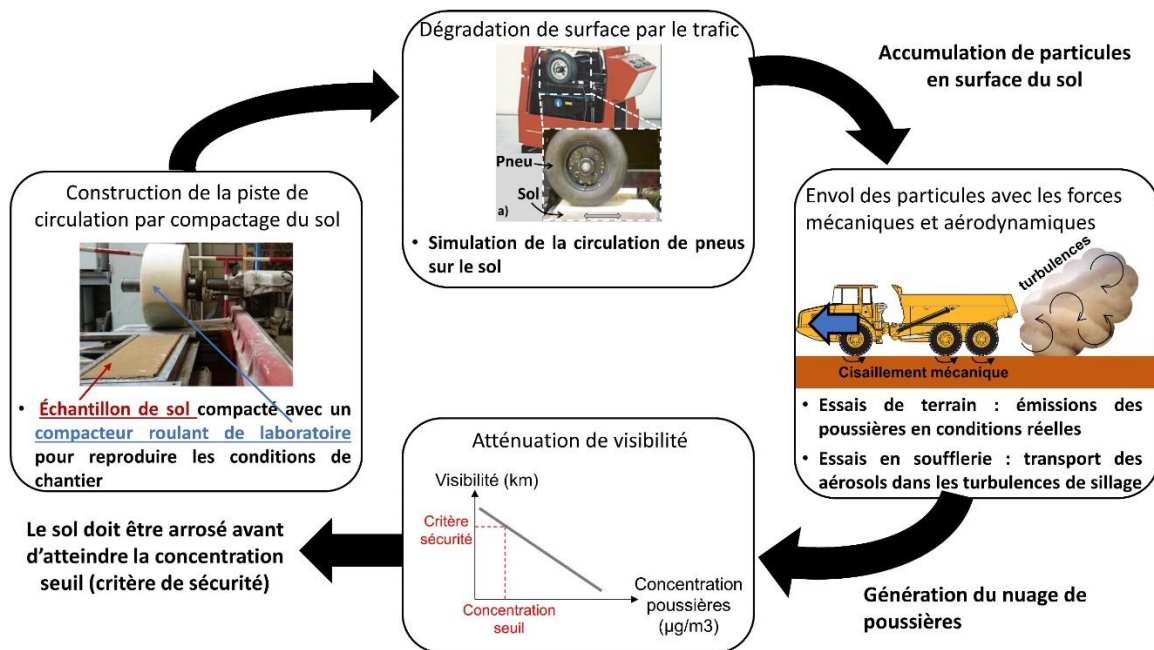 Dégradation de surface par le trafic
Pneu
Sol
a)
• Simulation de la circulation de pneus
sur le sol
Accumulation de particules
en surface du sol
Construction de la piste de
circulation par compactage du sol
• Échantillon de sol compacté avec un
compacteur roulant de laboratoire
pour reproduire les conditions de
chantier
Envol des particules avec les forces
mécaniques et aérodynamiques
turbulences
Cisaillement mécanique
• Essais de terrain : émissions des
poussières en conditions réelles
• Essais en soufflerie : transport des
aérosols dans les turbulences de sillage
Génération du nuage de
poussières
Atténuation de visibilité
Visibilité (km)
Critère
sécurité
Concentration
seuil
Concentration
poussières
(µg/m3)
Le sol doit être arrosé avant
d’atteindre la concentration
seuil (critère de sécurité)